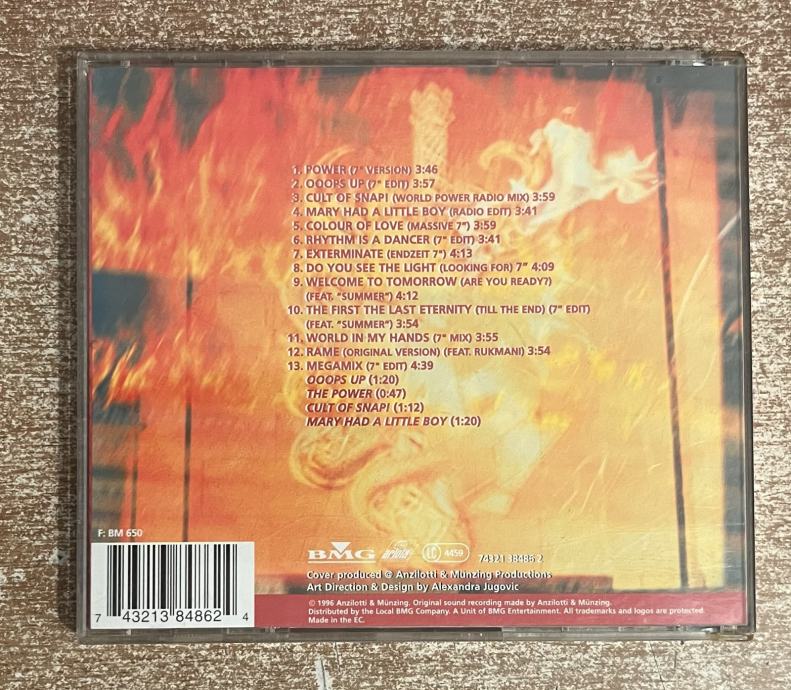 1. POWER (7" VERSION) 3:46
2. OOOPS UP (7" EDIT) 3:57
3. CULT OF SNAP! (WORLD POWER RADIO MIX) 3:59
4. MARY HAD A LITTLE BOY (RADIO EDIT) 3:41
5. COLOUR OF LOVE (MASSIVE 7") 3:59
6. RHYTHM IS A DANCER (7" EDIT) 3:41
7. EXTERMINATE (ENDZEIT 7") 4:13
8. DO YOU SEE THE LIGHT (LOOKING FOR) 7" 4:09
9. WELCOME TO TOMORROW (ARE YOU READY?)
(FEAT. "SUMMER") 4:12
10. THE FIRST THE LAST ETERNITY (TILL THE END) (7" EDIT)
(FEAT. "SUMMER") 3:54
11. WORLD IN MY HANDS (7" MIX) 3:55
12. RAME (ORIGINAL VERSION) (FEAT. RUKMANI) 3:54
13. MEGAMIX (7" EDIT) 4:39
OOOPS UP (1:20)
THE POWER (0:47)
CULT OF SNAP! (1:12)
MARY HAD A LITTLE BOY (1:20)
F: BM 650
BMG ariola LC 4459 74321 38486 2
Cover produced @ Anzilotti & Münzing Productions
Art Direction & Design by Alexandra Jugovic
© 1996 Anzilotti & Münzing. Original sound recording made by Anzilotti & Münzing.
Distributed by the Local BMG Company. A Unit of BMG Entertainment. All trademarks and logos are protected.
Made in the EC.
7 43213 84862 4